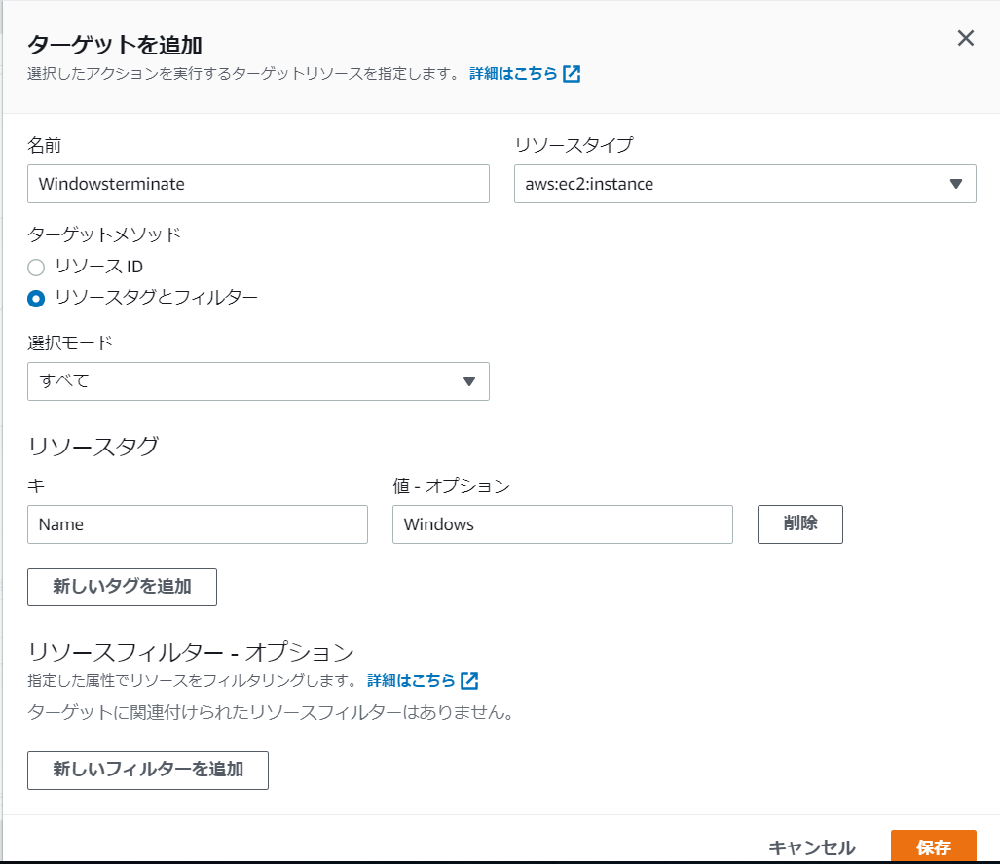 ターゲットを追加
選択したアクションを実行するターゲットリソースを指定します。 詳細はこちら
名前
リソースタイプ
Windowsterminate
aws:ec2:instance
ターゲットメソッド
リソース ID
リソースタグとフィルター
選択モード
すべて
リソースタグ
キー
値 - オプション
Name
Windows
削除
新しいタグを追加
リソースフィルター - オプション
指定した属性でリソースをフィルタリングします。 詳細はこちら
ターゲットに関連付けられたリソースフィルターはありません。
新しいフィルターを追加
キャンセル
保存